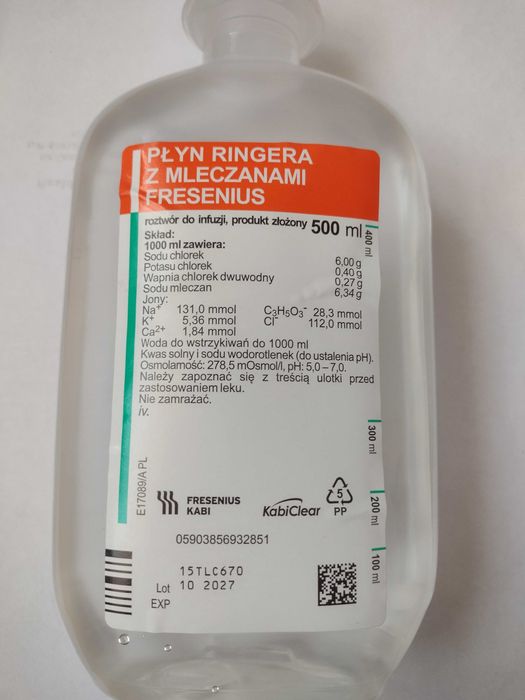 PŁYN RINGERA
Z MLECZANAMI
FRESENIUS
roztwór do infuzji, produkt złożony 500 ml
Skład:
1000 ml zawiera:
Sodu chlorek 6,00 g
Potasu chlorek 0,40 g
Wapnia chlorek dwuwodny 0,27 g
Sodu mleczan 6,34 g
Jony:
Na⁺ 131,0 mmol C₃H₅O₃⁻ 28,3 mmol
K⁺ 5,36 mmol Cl⁻ 112,0 mmol
Ca²⁺ 1,84 mmol
Woda do wstrzykiwań do 1000 ml
Kwas solny i sodu wodorotlenek (do ustalenia pH).
Osmolarność: 278,5 mOsmol/l, pH: 5,0–7,0.
Należy zapoznać się z treścią ulotki przed
zastosowaniem leku.
Nie zamrażać.
iv.
400 ml
300 ml
200 ml
100 ml
E17089/A PL
FRESENIUS
KABI
KabiClear
5
PP
05903856932851
15TLC670
Lot 10 2027
EXP